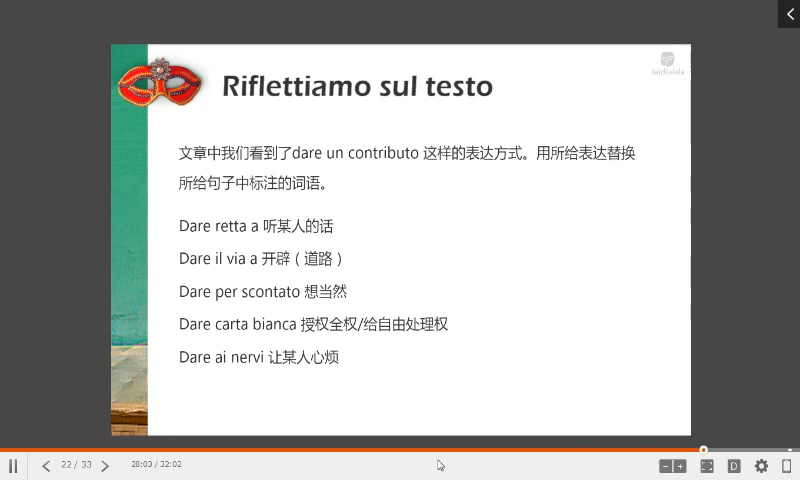 Riflettiamo sul testo
kaidilalala
文章中我们看到了dare un contributo 这样的表达方式。用所给表达替换
所给句子中标注的词语。
Dare retta a 听某人的话
Dare il via a 开辟（道路）
Dare per scontato 想当然
Dare carta bianca 授权全权/给自由处理权
Dare ai nervi 让某人心烦
22 / 33
28:03 / 32:02
D